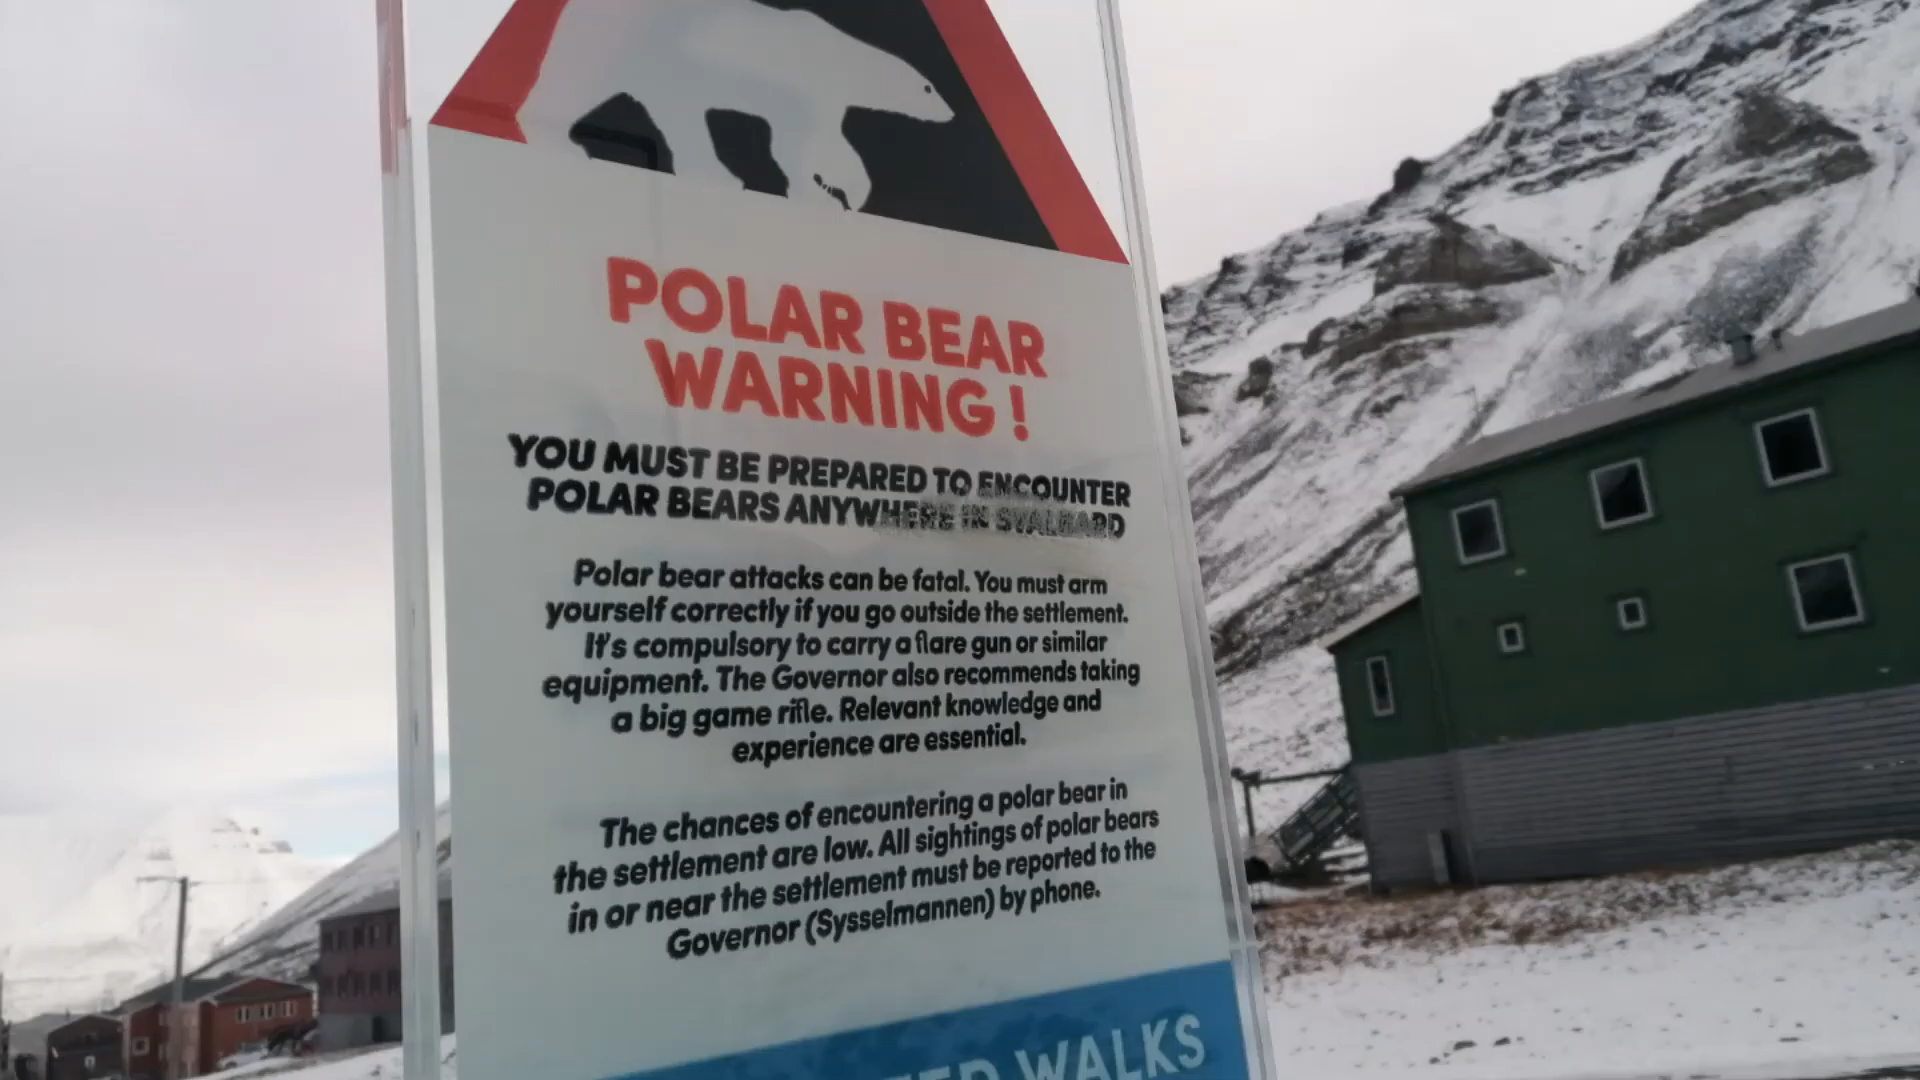 POLAR BEAR
WARNING !
YOU MUST BE PREPARED TO ENCOUNTER
POLAR BEARS ANYWHERE IN SVALBARD
Polar bear attacks can be fatal. You must arm
yourself correctly if you go outside the settlement.
It's compulsory to carry a flare gun or similar
equipment. The Governor also recommends taking
a big game rifle. Relevant knowledge and
experience are essential.
The chances of encountering a polar bear in
the settlement are low. All sightings of polar bears
in or near the settlement must be reported to the
Governor (Sysselmannen) by phone.
WALKS